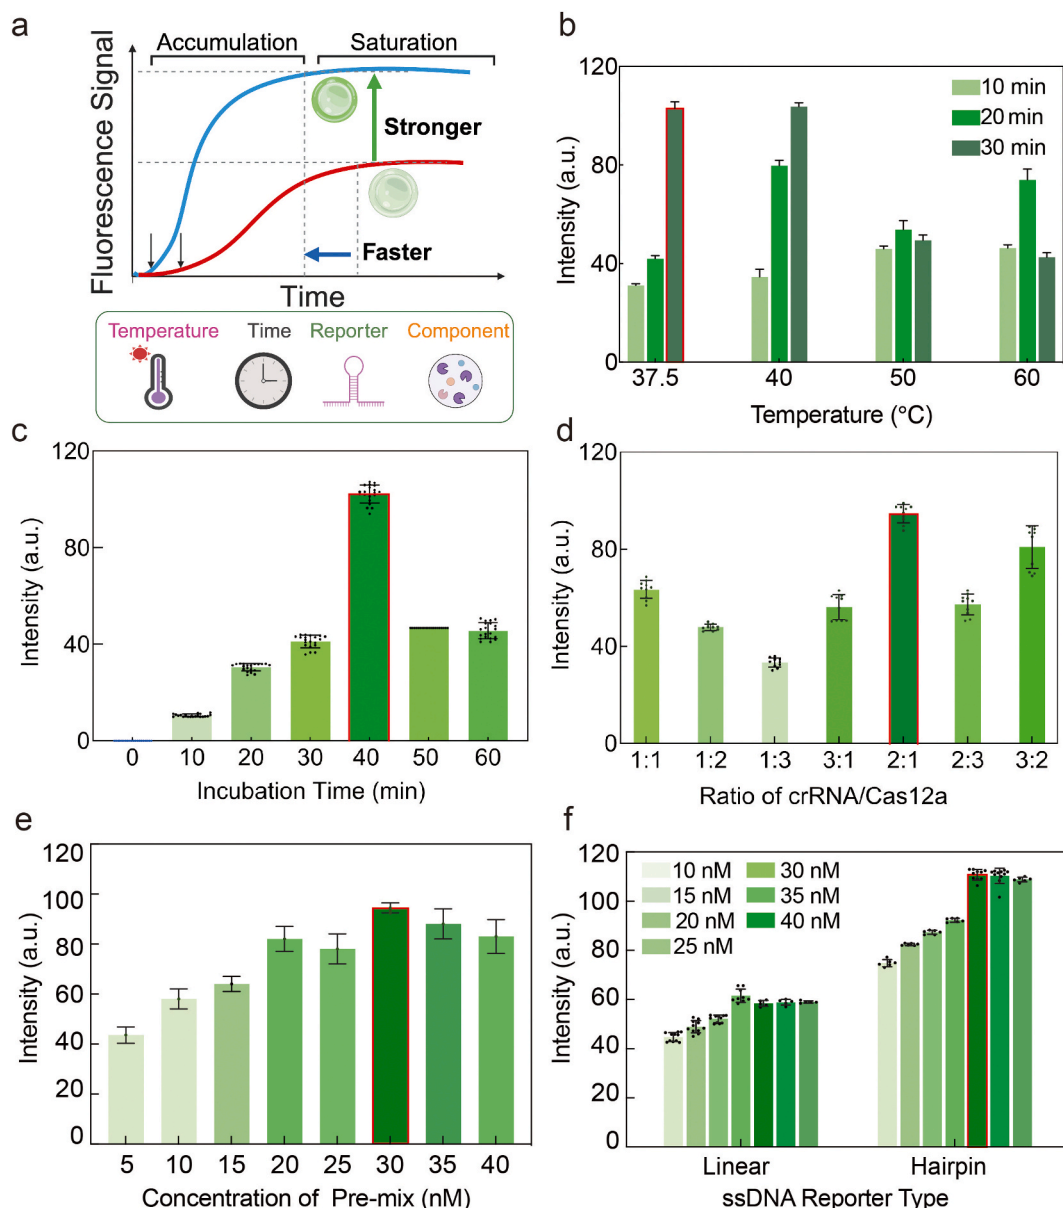 a
Accumulation
Saturation
Fluorescence Signal
Stronger
Faster
Time
Temperature
Time
Reporter
Component
b
120
80
40
0
Intensity (a.u.)
10 min
20 min
30 min
37.5
40
50
60
Temperature (°C)
c
120
80
40
0
Intensity (a.u.)
0
10
20
30
40
50
60
Incubation Time (min)
d
120
80
40
0
Intensity (a.u.)
1:1
1:2
1:3
3:1
2:1
2:3
3:2
Ratio of crRNA/Cas12a
e
120
100
80
60
40
20
0
Intensity (a.u.)
5
10
15
20
25
30
35
40
Concentration of Pre-mix (nM)
f
120
100
80
60
40
20
0
Intensity (a.u.)
10 nM
15 nM
20 nM
25 nM
30 nM
35 nM
40 nM
Linear
Hairpin
ssDNA Reporter Type